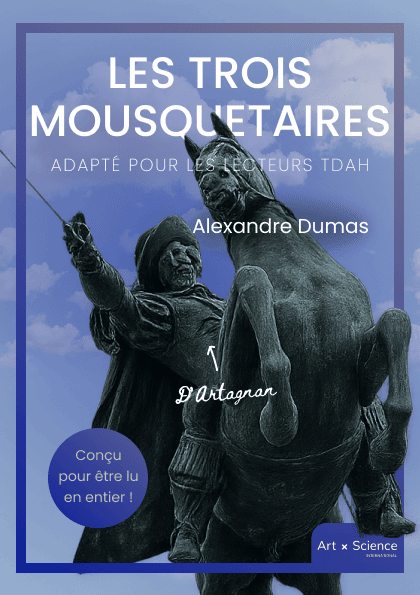 LES TROIS
MOUSQUETAIRES
ADAPTÉ POUR LES LECTEURS TDAH
Alexandre Dumas
D'Artagnan
Conçu
pour être lu
en entier !
Art × Science
INTERNATIONAL